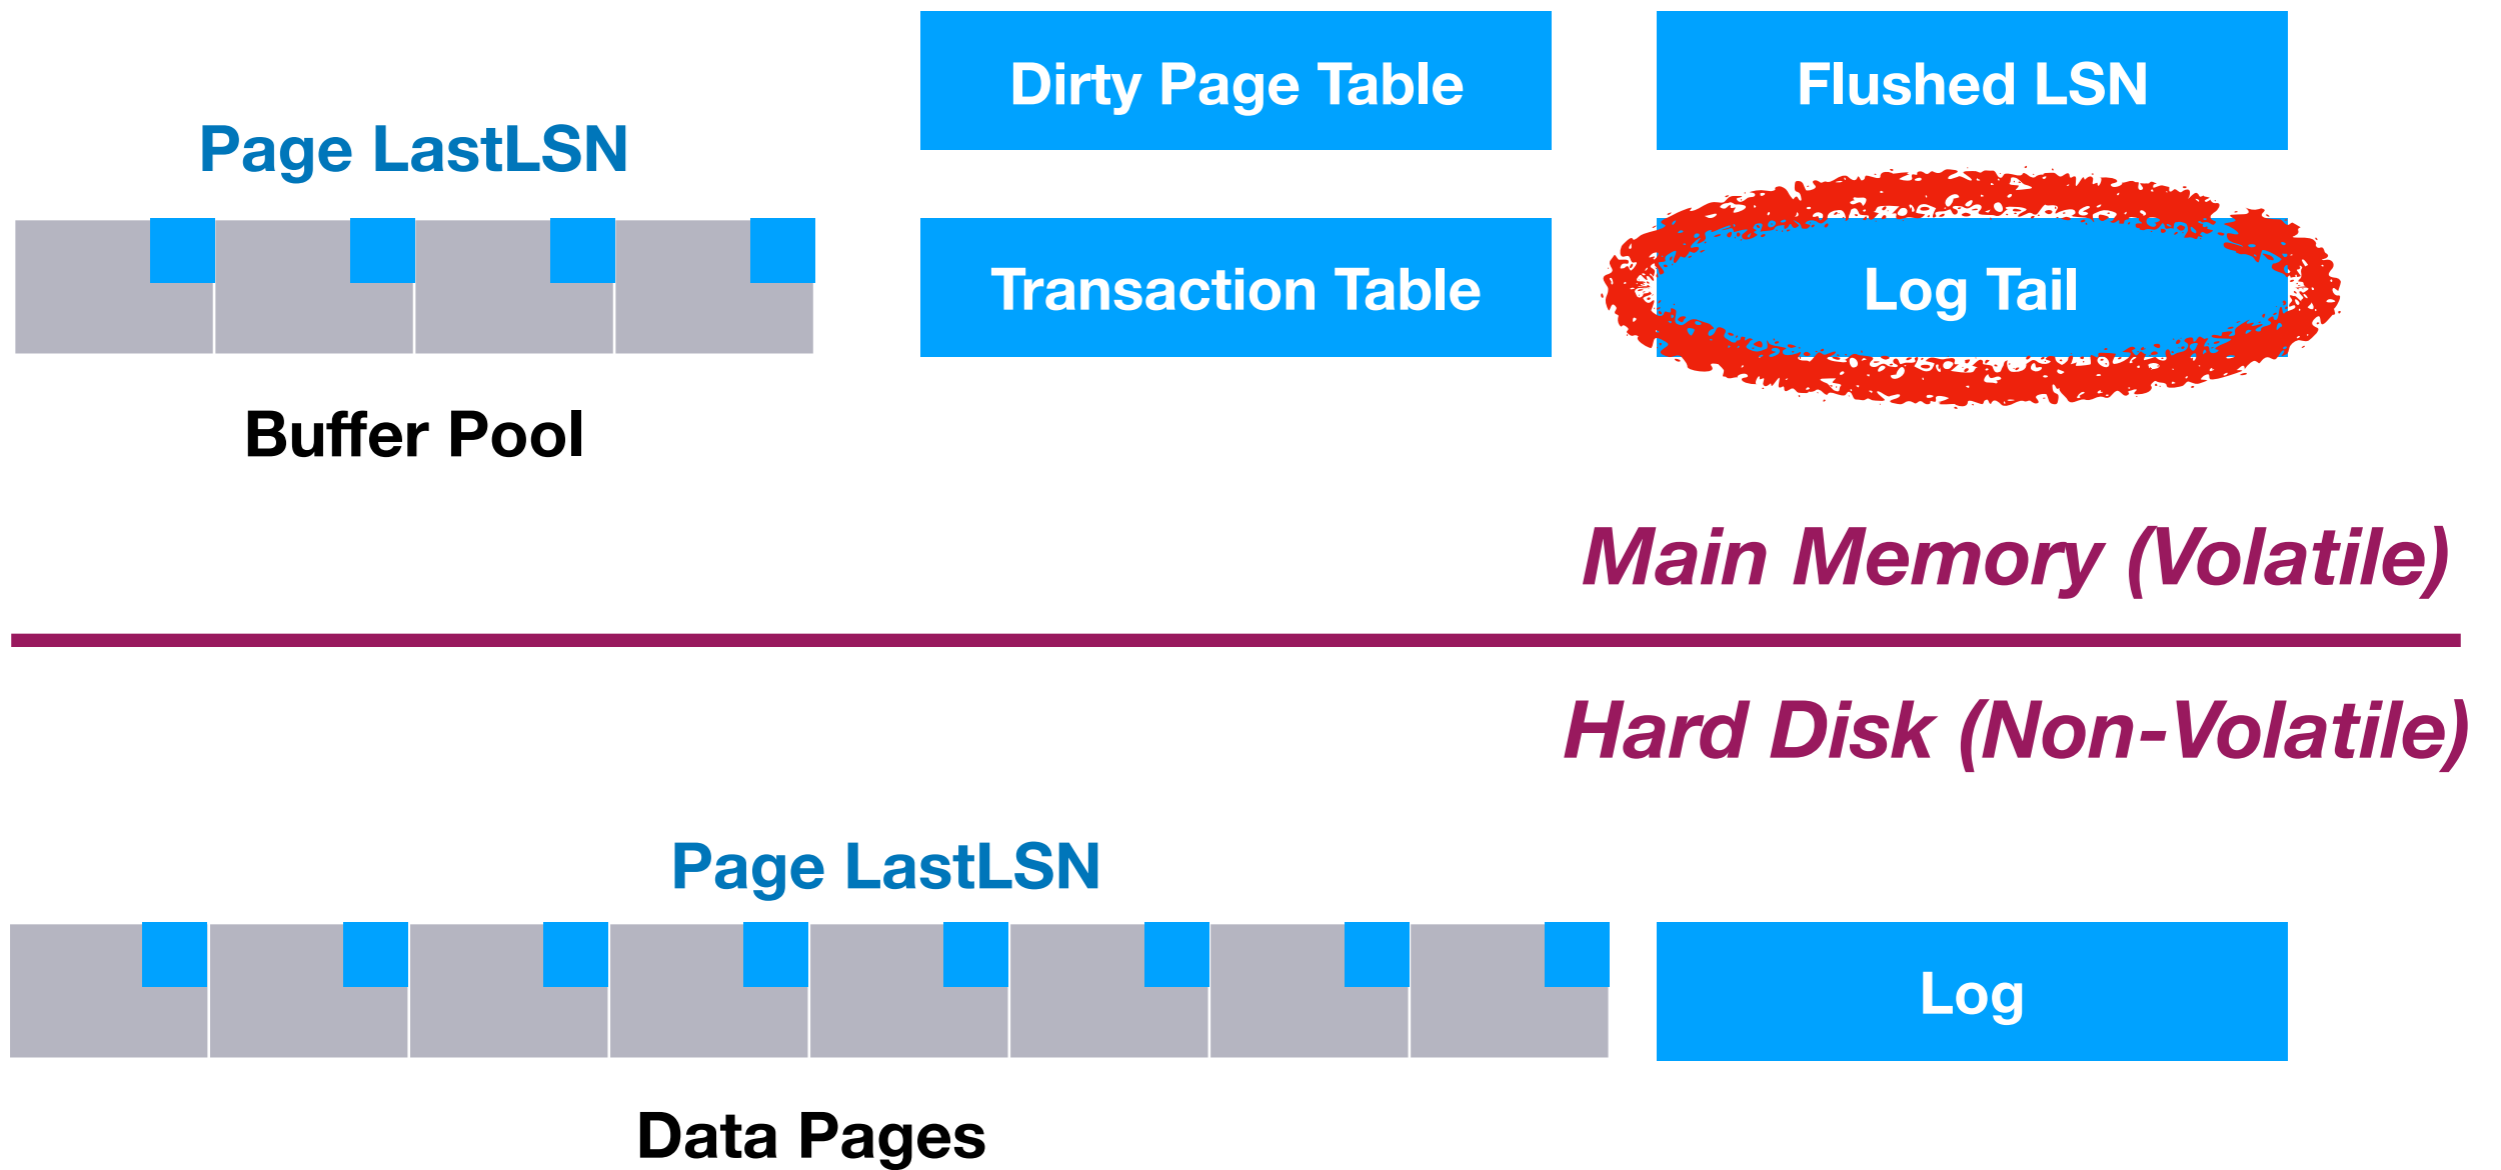 Dirty Page Table
Flushed LSN
Page LastLSN
Transaction Table
Log Tail
Buffer Pool
Main Memory (Volatile)
Hard Disk (Non-Volatile)
Page LastLSN
Log
Data Pages